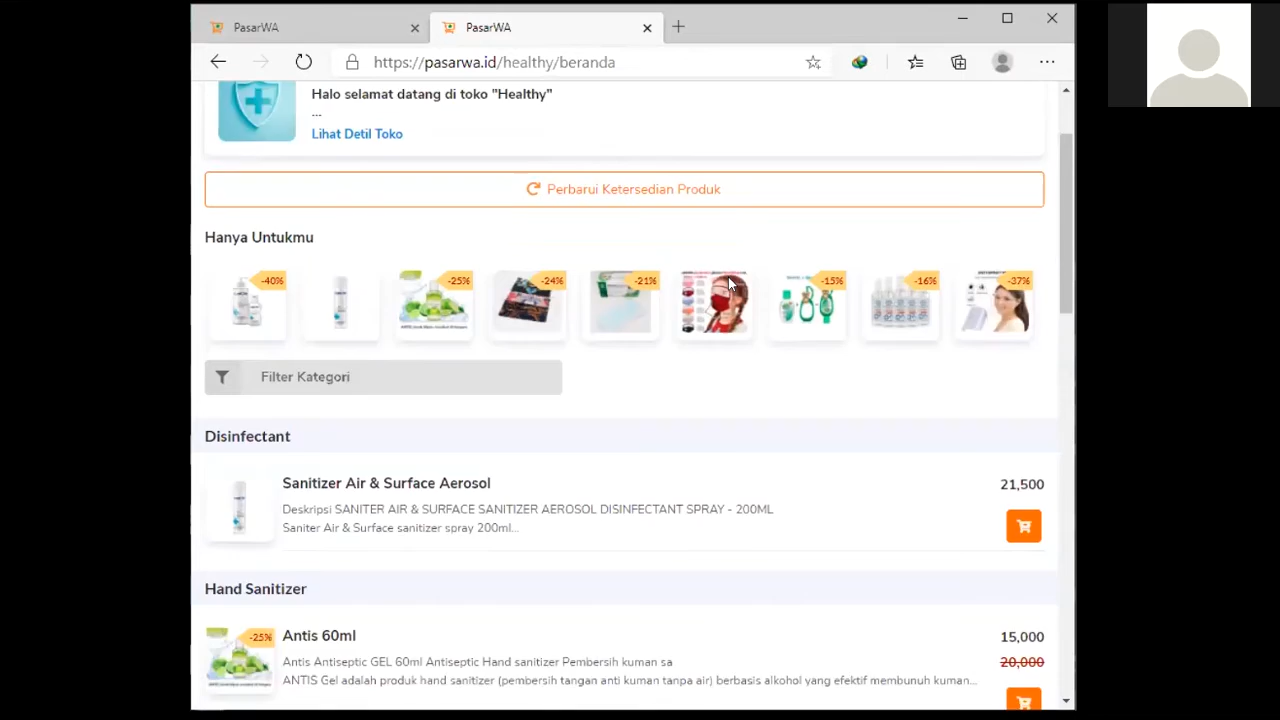 PasarWA
PasarWA
https://pasarwa.id/healthy/beranda
Halo selamat datang di toko "Healthy"
...
Lihat Detil Toko
Perbarui Ketersedian Produk
Hanya Untukmu
-40%
-25%
-24%
-21%
-15%
-16%
-37%
Filter Kategori
Disinfectant
Sanitizer Air & Surface Aerosol
21,500
Deskripsi SANITER AIR & SURFACE SANITIZER AEROSOL DISINFECTANT SPRAY - 200ML
Saniter Air & Surface sanitizer spray 200ml...
Hand Sanitizer
-25%
Antis 60ml
15,000
Antis Antiseptic GEL 60ml Antiseptic Hand sanitizer Pembersih kuman sa
20,000
ANTIS Gel adalah produk hand sanitizer (pembersih tangan anti kuman tanpa air) berbasis alkohol yang efektif membunuh kuman...